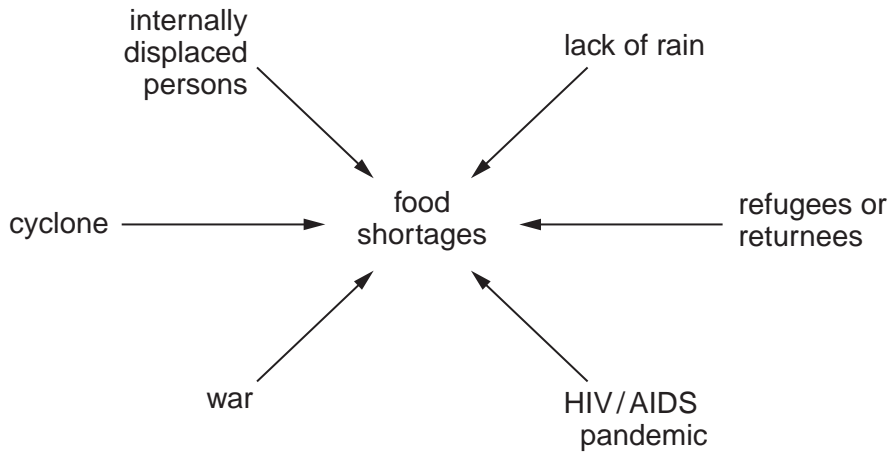 internally
displaced
persons
lack of rain
cyclone
food
shortages
refugees or
returnees
war
HIV/AIDS
pandemic